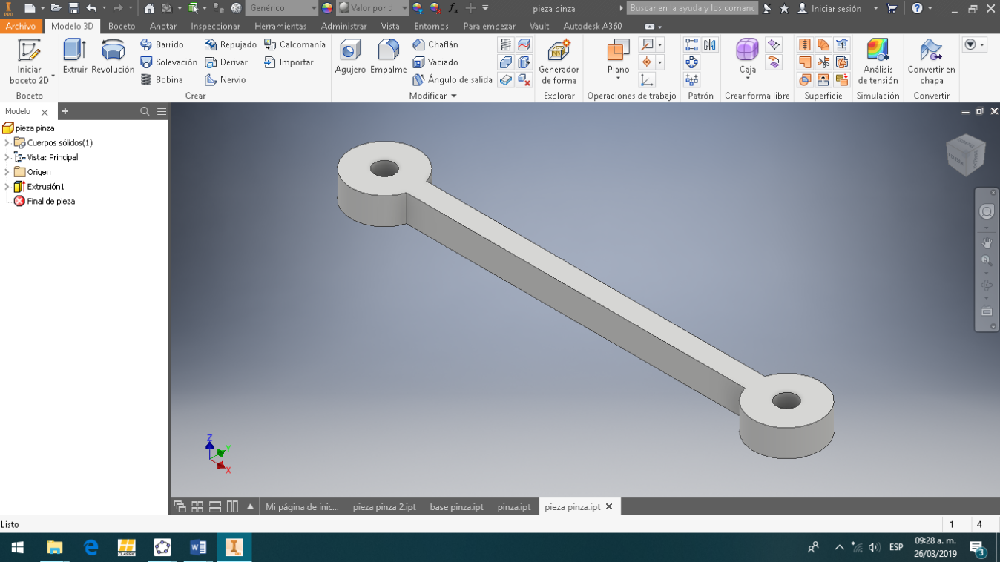 PRO Genérico Valor por d pieza pinza Buscar en la ayuda y los comanc Iniciar sesión
Archivo Modelo 3D Boceto Anotar Inspeccionar Herramientas Administrar Vista Entornos Para empezar Vault Autodesk A360
Barrido Repujado Calcomanía Chaflán
Solevación Derivar Importar Vaciado
Iniciar boceto 2D Extruir Revolución Agujero Empalme Generador de forma Plano Caja Análisis de tensión Convertir en chapa
Bobina Nervio Ángulo de salida
Boceto Crear Modificar Explorar Operaciones de trabajo Patrón Crear forma libre Superficie Simulación Convertir
Modelo
pieza pinza
Cuerpos sólidos(1)
Vista: Principal
Origen
Extrusión1
Final de pieza
Z
Y
X
Mi página de inic... pieza pinza 2.ipt base pinza.ipt pinza.ipt pieza pinza.ipt
Listo 1 4
CLASSIC ESP 09:28 a. m.
26/03/2019 3